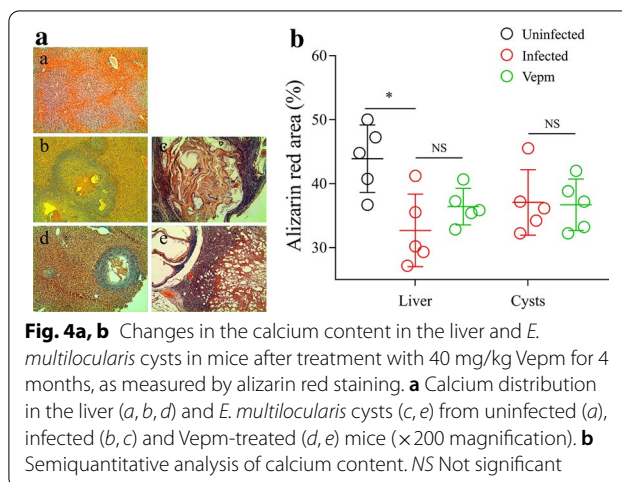 a
a
b
c
d
e
b
Uninfected
Infected
Vepm
Alizarin red area (%)
60
50
40
30
*
NS
NS
Liver
Cysts
Fig. 4a, b Changes in the calcium content in the liver and E.
multilocularis cysts in mice after treatment with 40 mg/kg Vepm for 4
months, as measured by alizarin red staining. a Calcium distribution
in the liver (a, b, d) and E. multilocularis cysts (c, e) from uninfected (a),
infected (b, c) and Vepm-treated (d, e) mice (× 200 magnification). b
Semiquantitative analysis of calcium content. NS Not significant